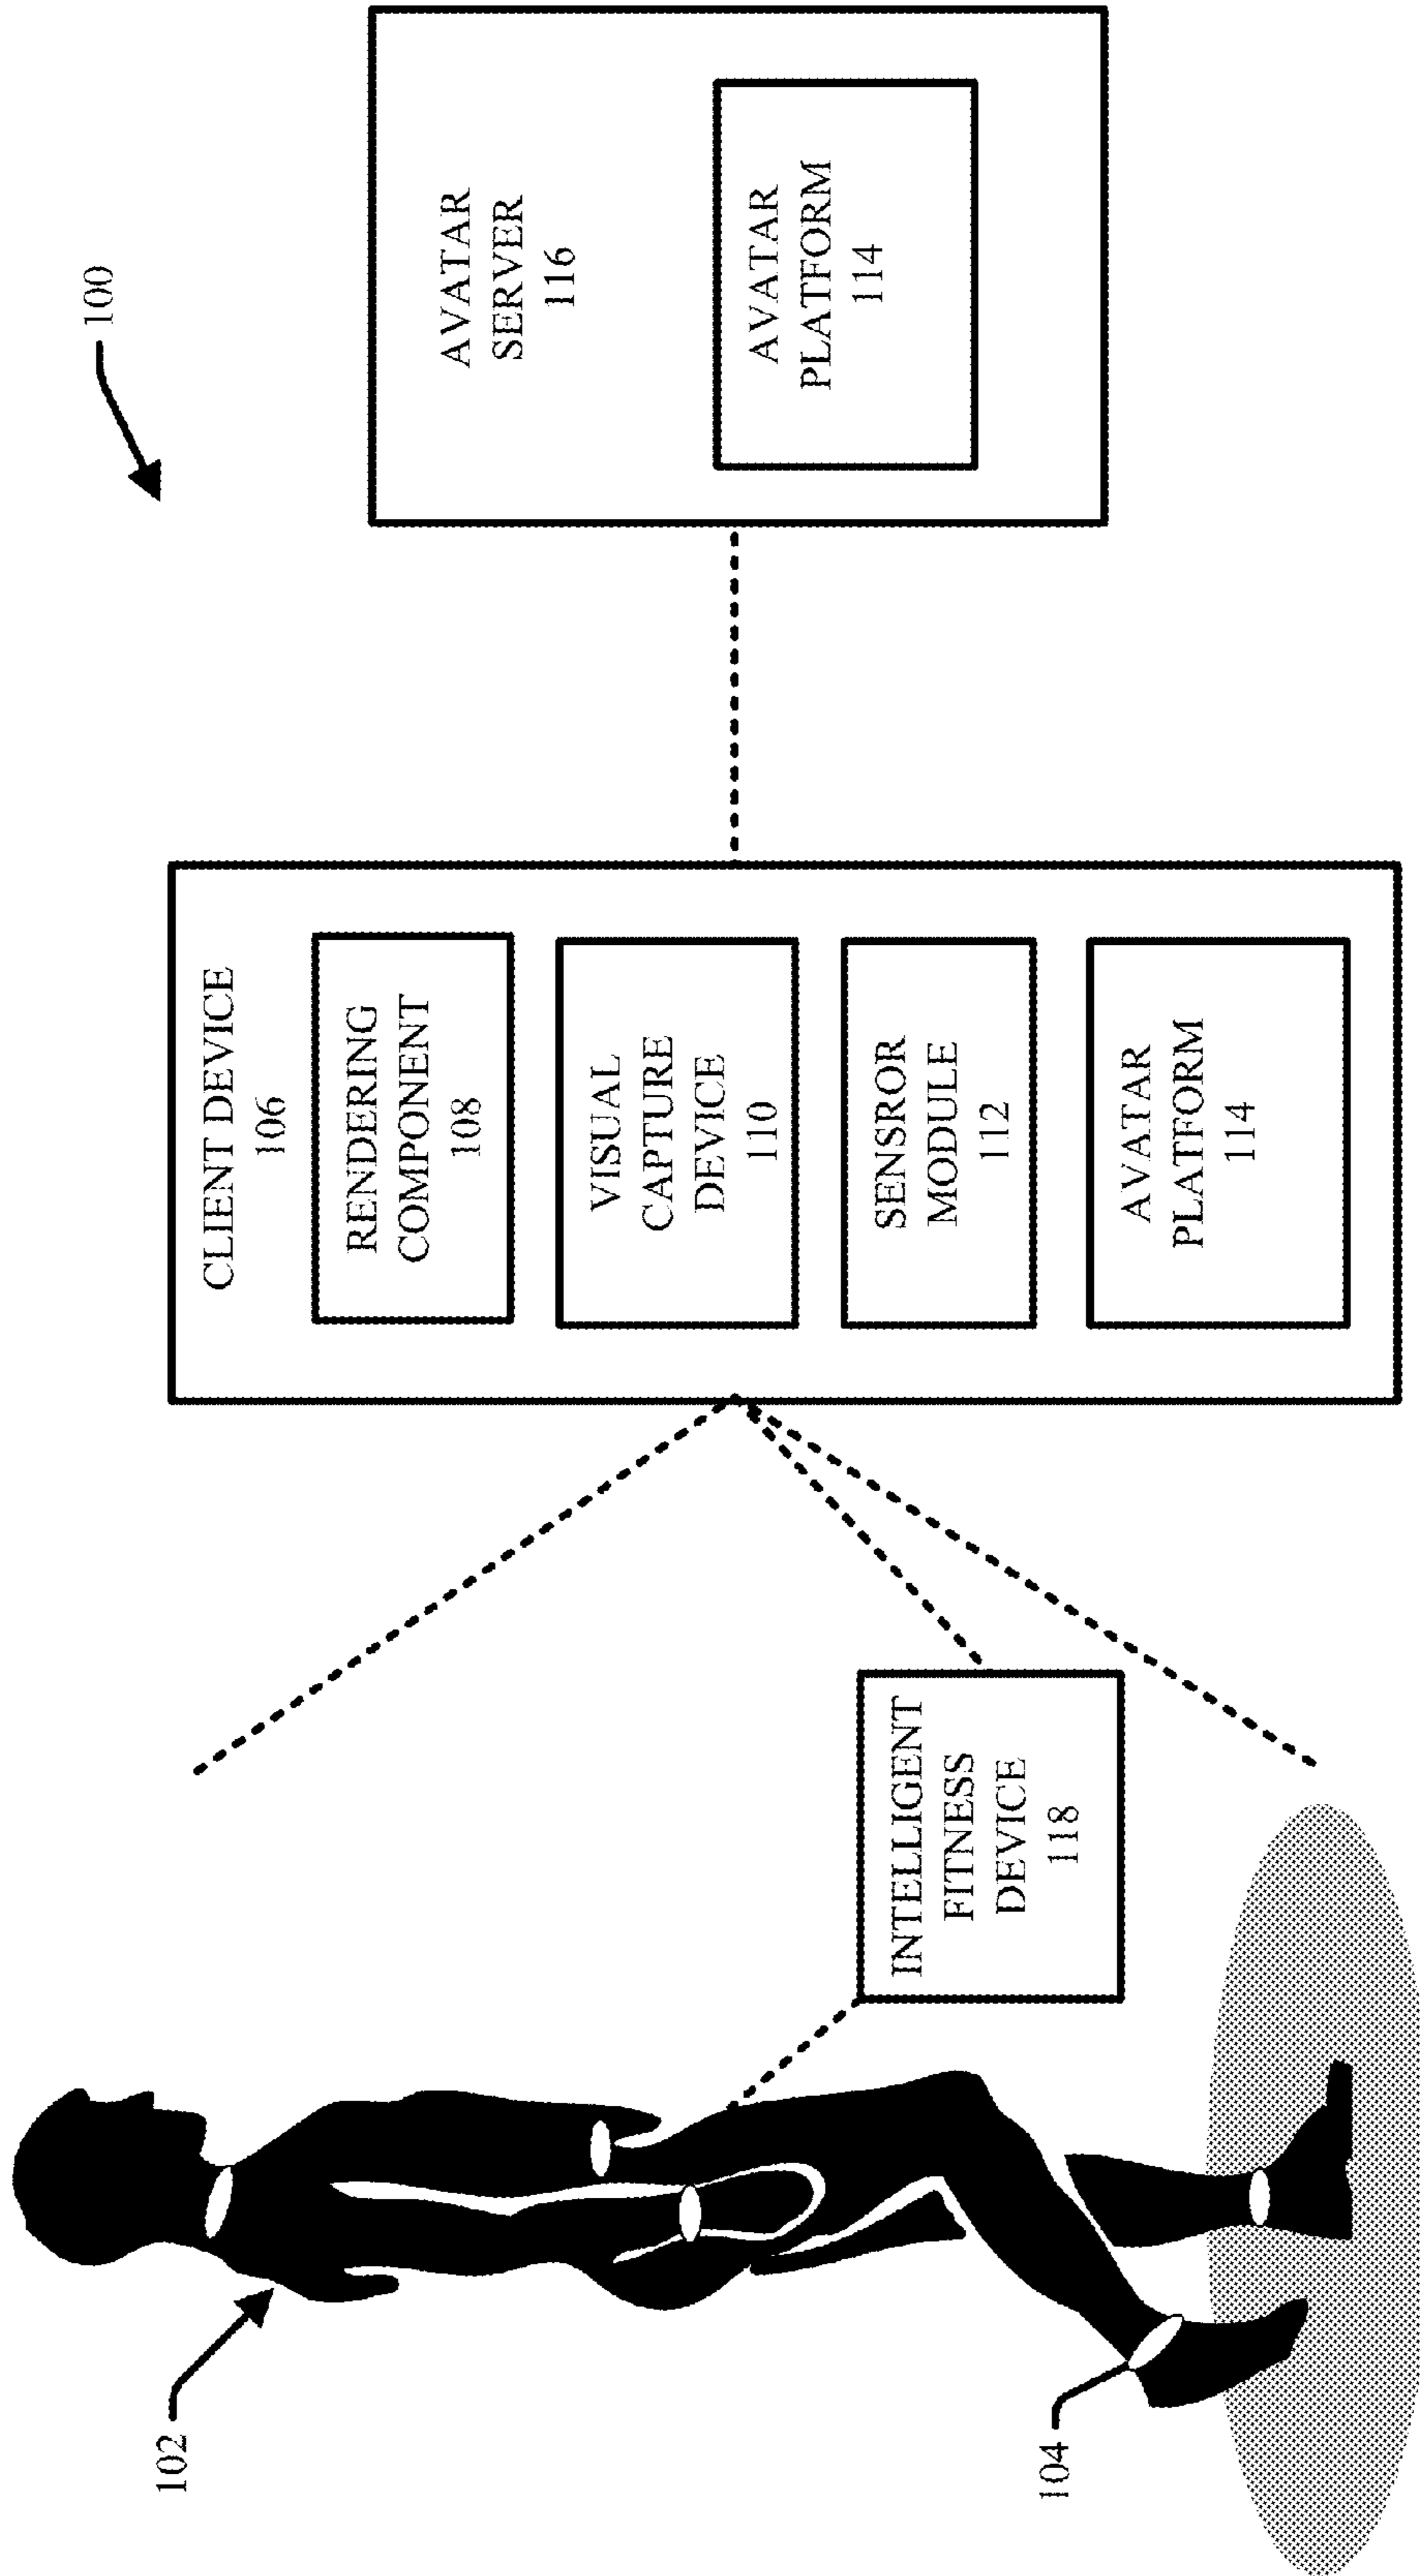 100
102
104
CLIENT DEVICE
106
RENDERING
COMPONENT
108
VISUAL
CAPTURE
DEVICE
110
SENSROR
MODULE
112
AVATAR
PLATFORM
114
AVATAR
SERVER
116
AVATAR
PLATFORM
114
INTELLIGENT
FITNESS
DEVICE
118